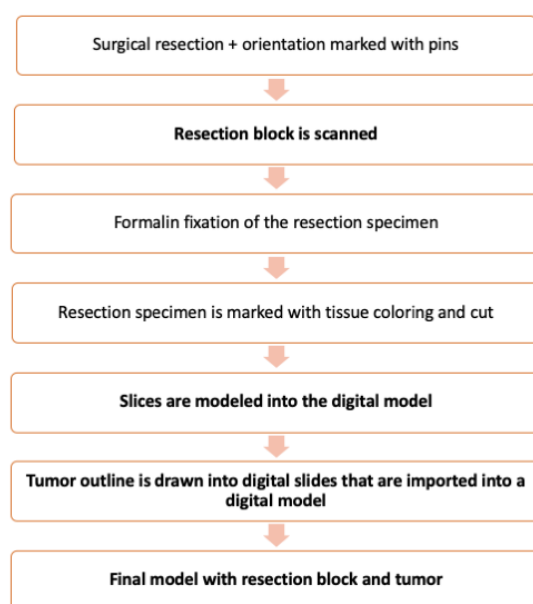 Surgical resection + orientation marked with pins
Resection block is scanned
Formalin fixation of the resection specimen
Resection specimen is marked with tissue coloring and cut
Slices are modeled into the digital model
Tumor outline is drawn into digital slides that are imported into a
digital model
Final model with resection block and tumor